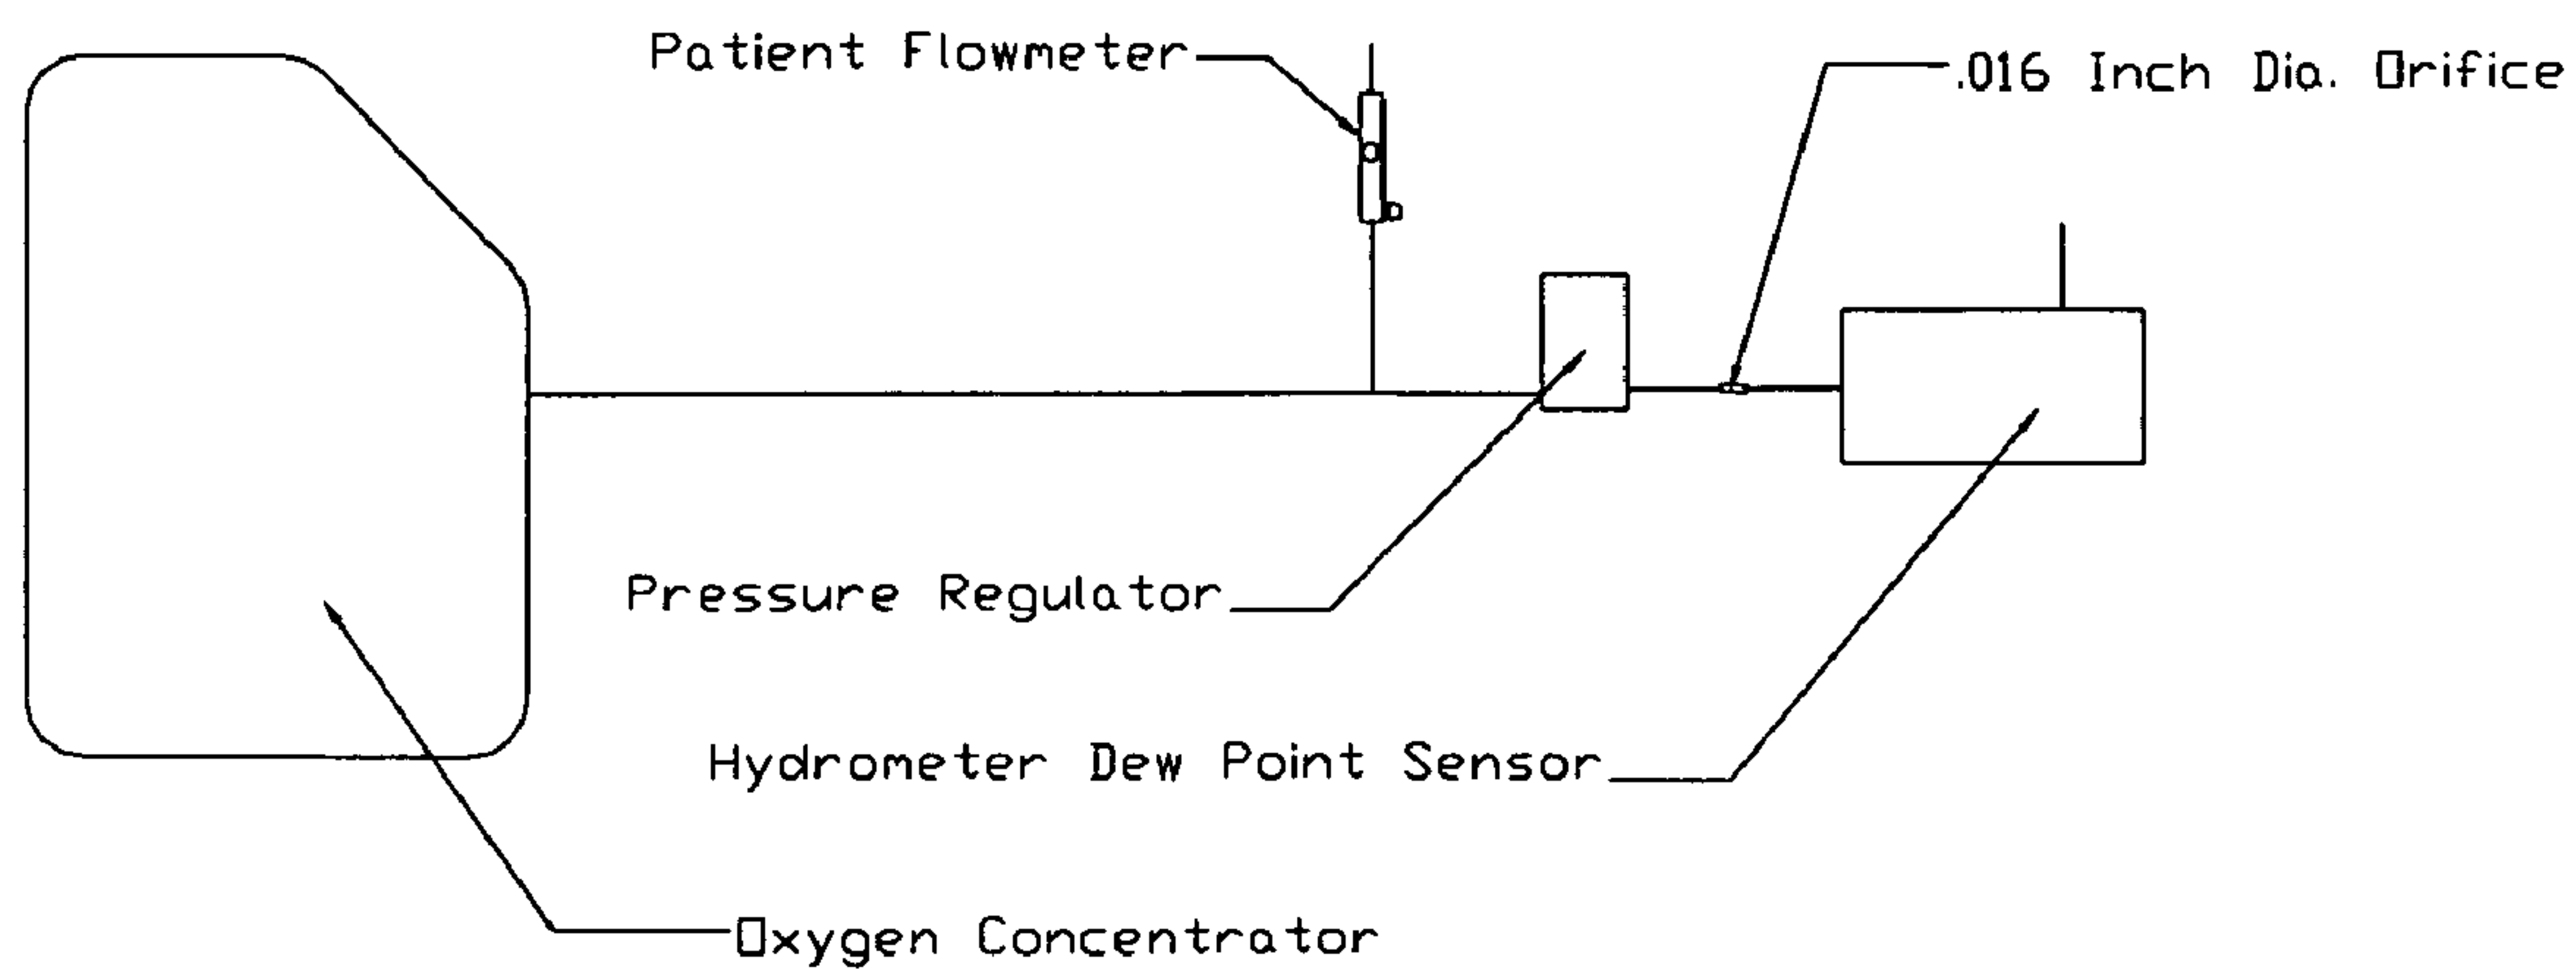 Patient Flowmeter
.016 Inch Dia. Orifice
Pressure Regulator
Hydrometer Dew Point Sensor
Oxygen Concentrator